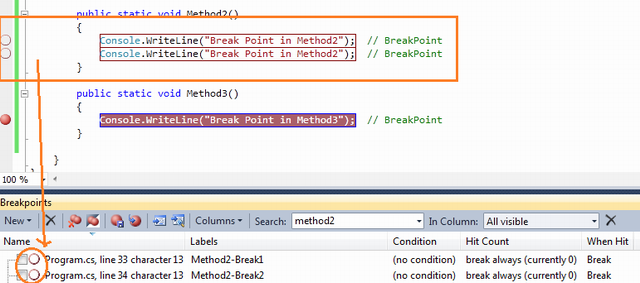 public static void Method2()
{
Console.WriteLine("Break Point in Method2"); // BreakPoint
Console.WriteLine("Break Point in Method2"); // BreakPoint
}
public static void Method3()
{
Console.WriteLine("Break Point in Method3"); // BreakPoint
}
}
100 %
Breakpoints
New Columns Search: method2 In Column: All visible
Name Labels Condition Hit Count When Hit
Program.cs, line 33 character 13 Method2-Break1 (no condition) break always (currently 0) Break
Program.cs, line 34 character 13 Method2-Break2 (no condition) break always (currently 0) Break